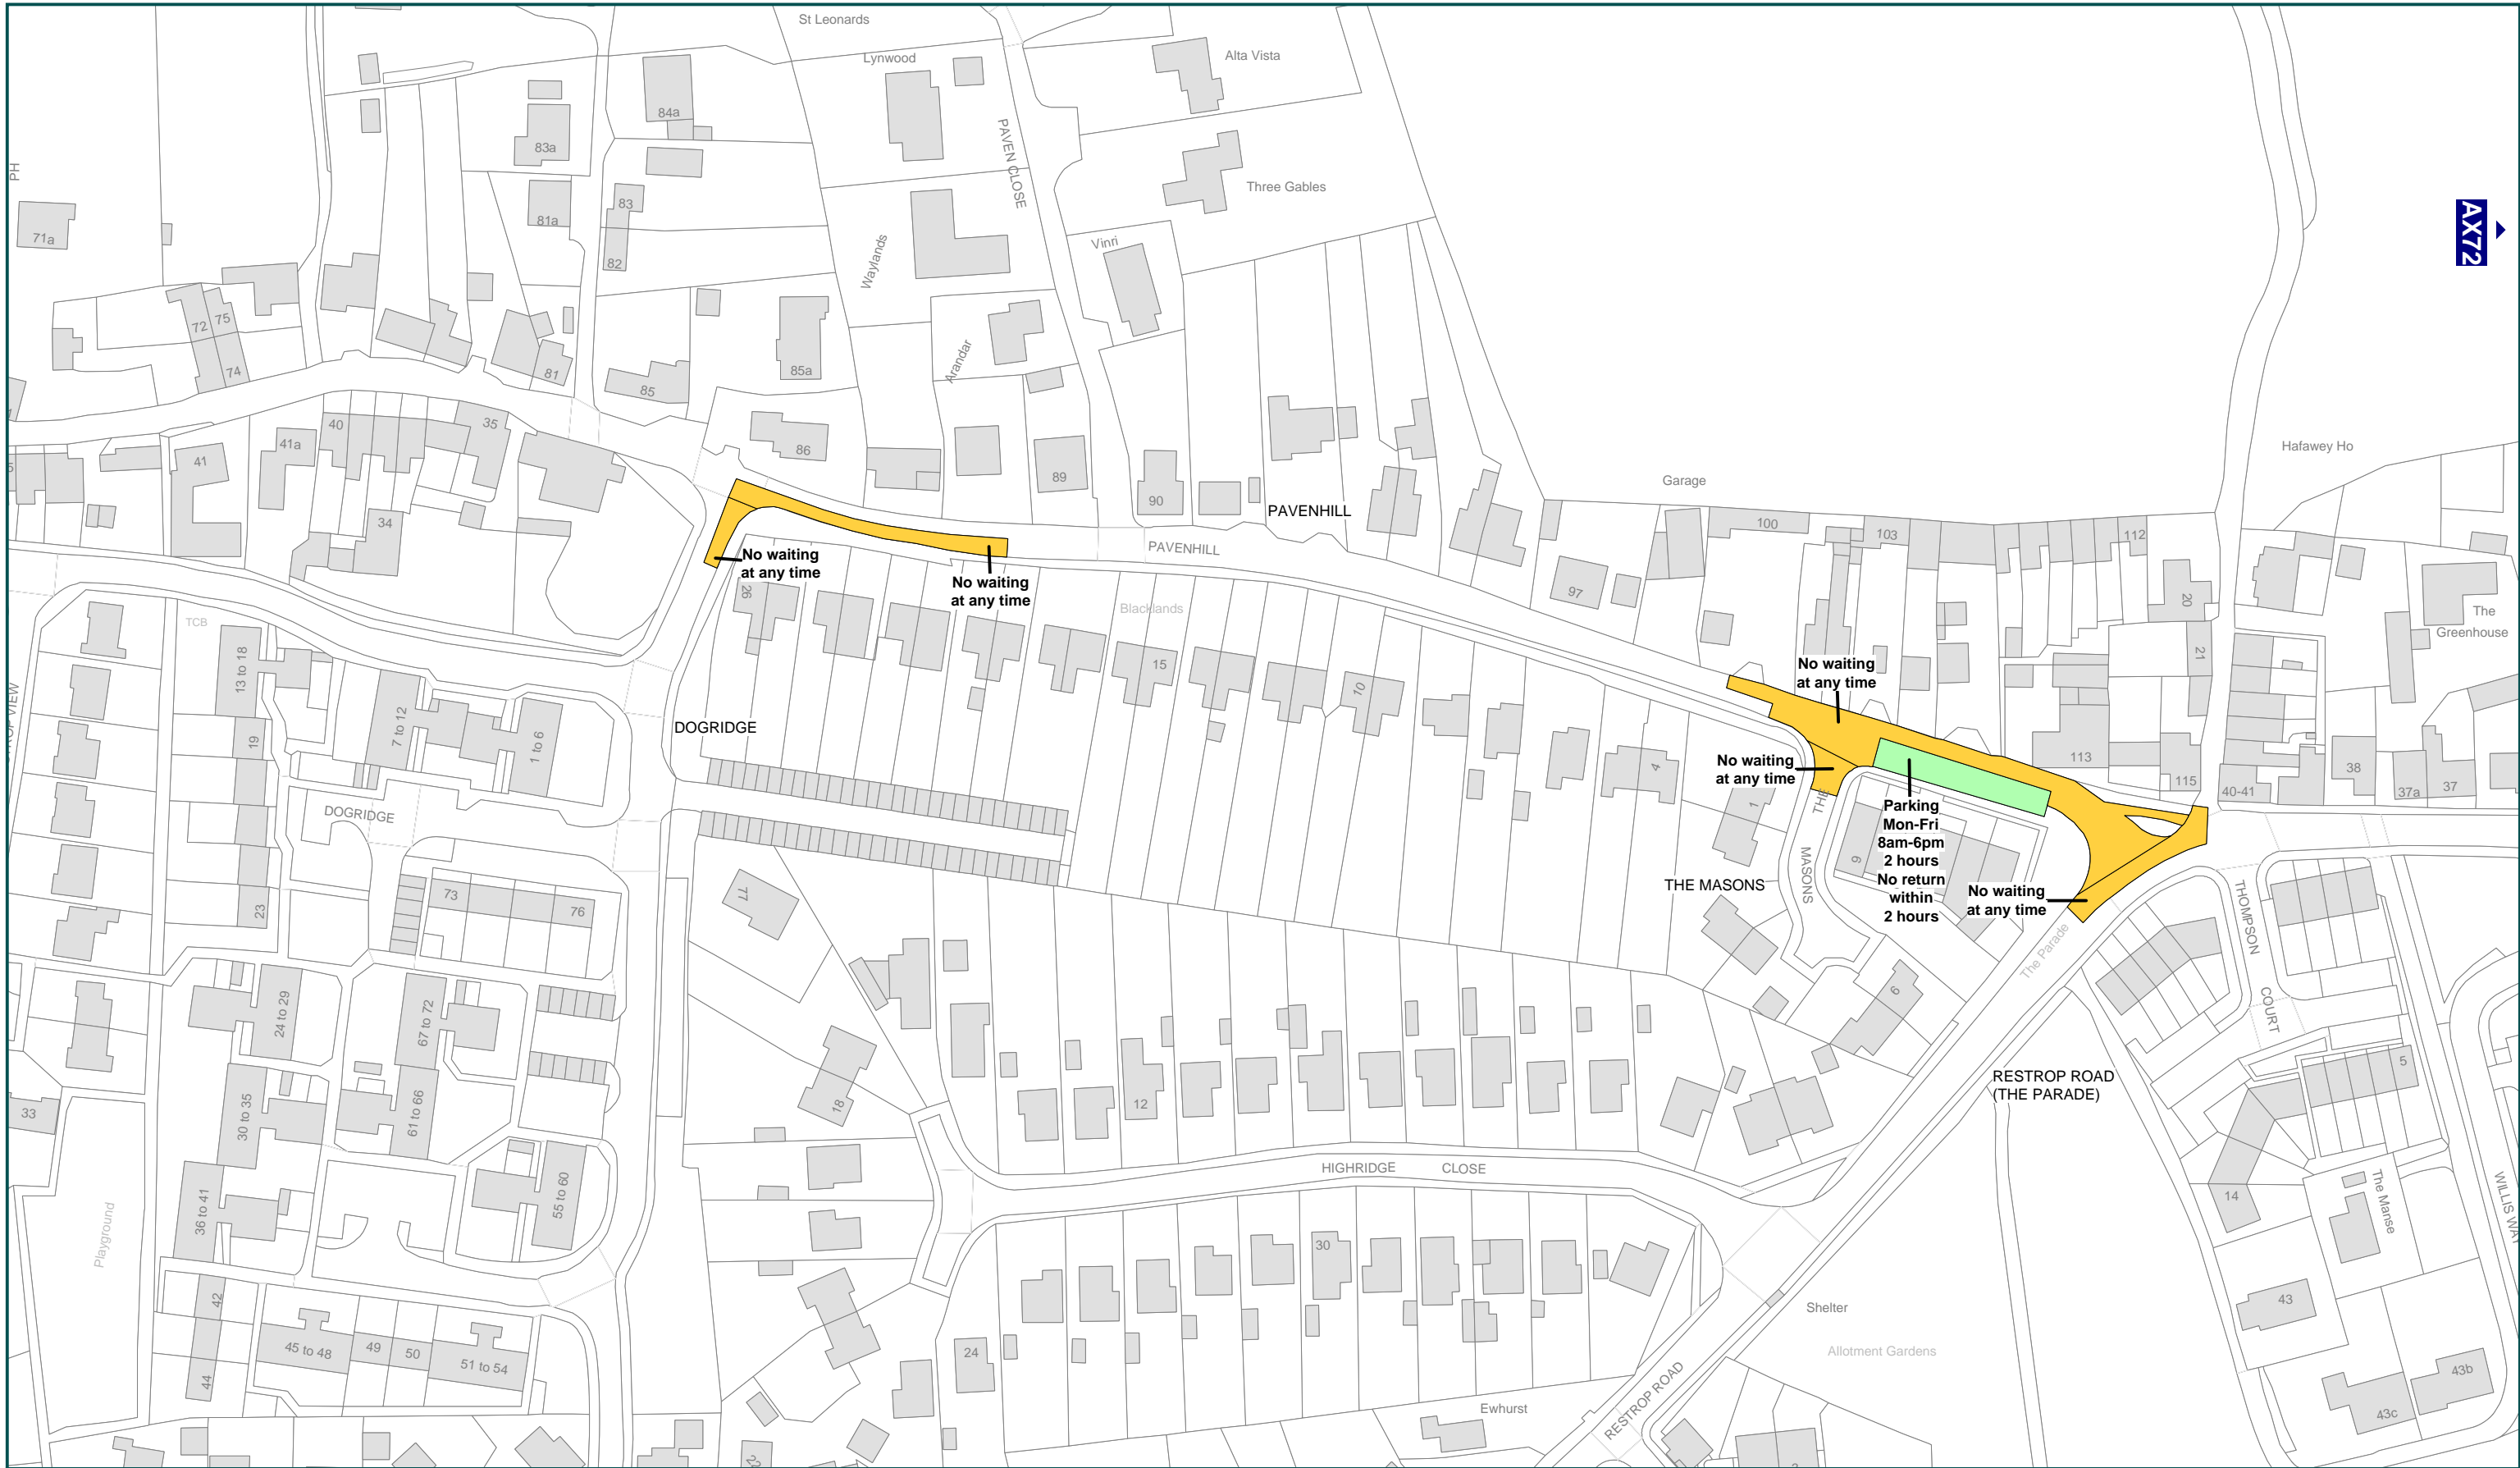 St Leonards
Lynwood
Alta Vista
84a
83a
PAVEN CLOSE
PH
Three Gables
83
81a
71a
AX72
Vinri
Waylands
82
75
72
74
81
Arandar
85a
85
40
35
86
41a
41
34
89
90
PAVENHILL
Garage
Hafawey Ho
100
103
112
PAVENHILL
No waiting
at any time
No waiting
at any time
26
97
20
The
Greenhouse
Blacklands
TCB
13 to 18
15
10
21
No waiting
at any time
7 to 12
1 to 6
19
DOGRIDGE
4
No waiting
at any time
113
115
38
37a
37
40-41
1
THE
MASONS
DOGRIDGE
Parking
Mon-Fri
8am-6pm
2 hours
No return
within
2 hours
9
THE MASONS
No waiting
at any time
73
76
77
23
THOMPSON
COURT
The Parade
24 to 29
67 to 72
6
5
RESTROP ROAD
(THE PARADE)
33
30 to 35
61 to 66
18
12
HIGHRIDGE CLOSE
14
The Manse
WILLIS WAY
36 to 41
55 to 60
Playground
30
42
43
Shelter
45 to 48
49
50
51 to 54
44
24
Allotment Gardens
43b
43c
RESTROP ROAD
Ewhurst
22